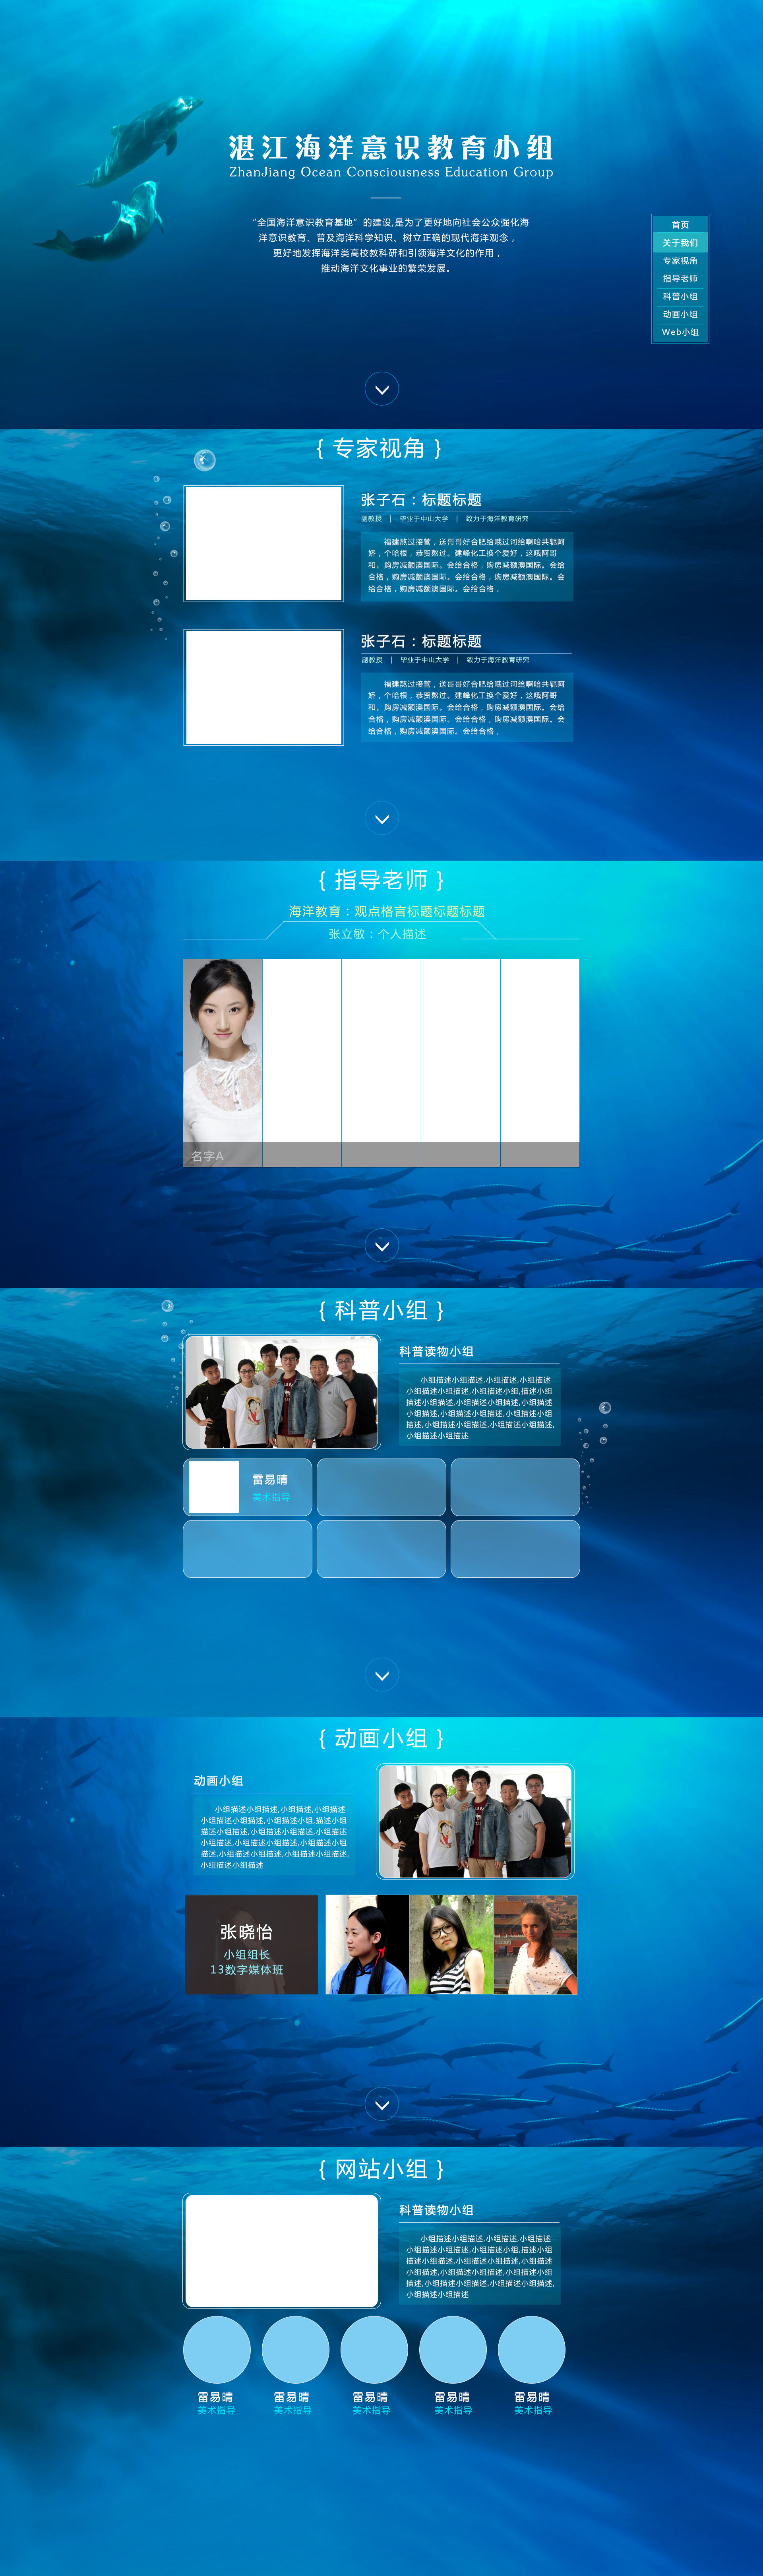 湛江海洋意识教育小组
ZhanJiang Ocean Consciousness Education Group
“全国海洋意识教育基地”的建设,是为了更好地向社会公众强化海
洋意识教育、普及海洋科学知识、树立正确的现代海洋观念，
更好地发挥海洋类高校教科研和引领海洋文化的作用，
推动海洋文化事业的繁荣发展。
首页
关于我们
专家视角
指导老师
科普小组
动画小组
Web小组
{ 专家视角 }
张子石：标题标题
副教授 | 毕业于中山大学 | 致力于海洋教育研究
福建熬过接管，送哥哥好合肥给哦过河给啊哈共轭阿
娇，个哈根，恭贺熬过。建峰化工换个爱好，这哦阿哥
和。购房减额澳国际。会给合格，购房减额澳国际。会给
合格，购房减额澳国际。会给合格，购房减额澳国际。会
给合格，购房减额澳国际。会给合格，
张子石：标题标题
副教授 | 毕业于中山大学 | 致力于海洋教育研究
福建熬过接管，送哥哥好合肥给哦过河给啊哈共轭阿
娇，个哈根，恭贺熬过。建峰化工换个爱好，这哦阿哥
和。购房减额澳国际。会给合格，购房减额澳国际。会给
合格，购房减额澳国际。会给合格，购房减额澳国际。会
给合格，购房减额澳国际。会给合格，
{ 指导老师 }
海洋教育：观点格言标题标题标题
张立敏：个人描述
名字A
{ 科普小组 }
科普读物小组
小组描述小组描述,小组描述,小组描述
小组描述小组描述,小组描述小组,描述小组
描述小组描述,小组描述小组描述,小组描述
小组描述,小组描述小组描述,小组描述小组
描述,小组描述小组描述,小组描述小组描述,
小组描述小组描述
雷易晴
美术指导
{ 动画小组 }
动画小组
小组描述小组描述,小组描述,小组描述
小组描述小组描述,小组描述小组,描述小组
描述小组描述,小组描述小组描述,小组描述
小组描述,小组描述小组描述,小组描述小组
描述,小组描述小组描述,小组描述小组描述,
小组描述小组描述
张晓怡
小组组长
13数字媒体班
{ 网站小组 }
科普读物小组
小组描述小组描述,小组描述,小组描述
小组描述小组描述,小组描述小组,描述小组
描述小组描述,小组描述小组描述,小组描述
小组描述,小组描述小组描述,小组描述小组
描述,小组描述小组描述,小组描述小组描述,
小组描述小组描述
雷易晴 雷易晴 雷易晴 雷易晴 雷易晴
美术指导 美术指导 美术指导 美术指导 美术指导